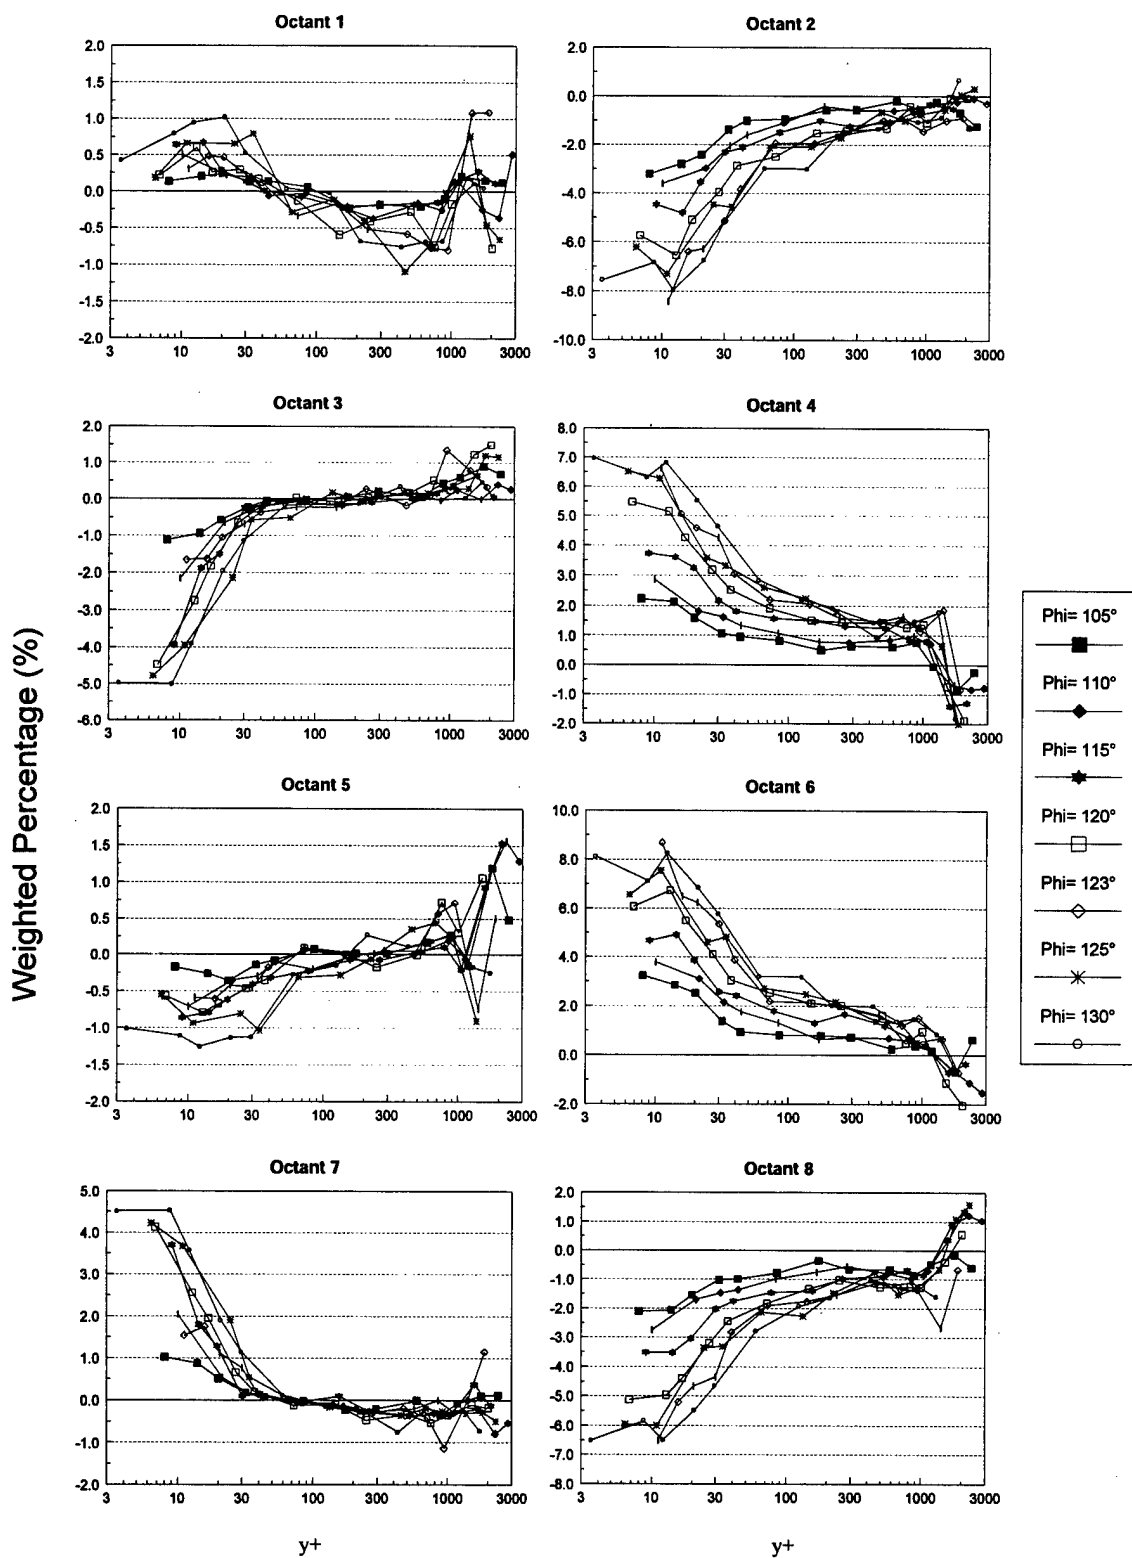 Octant 1
2.0
1.5
1.0
0.5
0.0
-0.5
-1.0
-1.5
-2.0
3 10 30 100 300 1000 3000
Octant 2
2.0
0.0
-2.0
-4.0
-6.0
-8.0
-10.0
3 10 30 100 300 1000 3000
Octant 3
2.0
1.0
0.0
-1.0
-2.0
-3.0
-4.0
-5.0
-6.0
3 10 30 100 300 1000 3000
Octant 4
8.0
7.0
6.0
5.0
4.0
3.0
2.0
1.0
0.0
-1.0
-2.0
3 10 30 100 300 1000 3000
Octant 5
2.0
1.5
1.0
0.5
0.0
-0.5
-1.0
-1.5
-2.0
3 10 30 100 300 1000 3000
Octant 6
10.0
8.0
6.0
4.0
2.0
0.0
-2.0
3 10 30 100 300 1000 3000
Octant 7
5.0
4.0
3.0
2.0
1.0
0.0
-1.0
-2.0
3 10 30 100 300 1000 3000
Octant 8
2.0
1.0
0.0
-1.0
-2.0
-3.0
-4.0
-5.0
-6.0
-7.0
-8.0
3 10 30 100 300 1000 3000
Weighted Percentage (%)
y+
y+
Phi= 105°
Phi= 110°
Phi= 115°
Phi= 120°
Phi= 123°
Phi= 125°
Phi= 130°